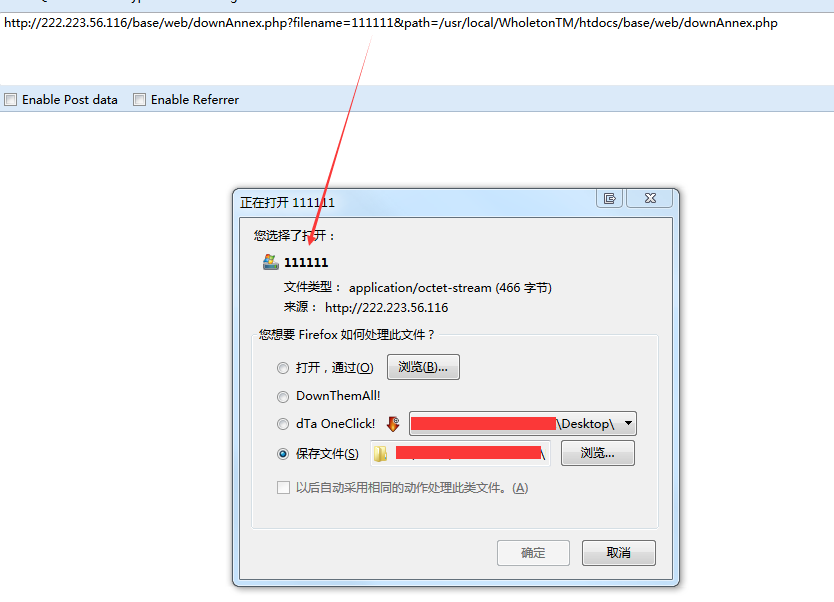 http://222.223.56.116/base/web/downAnnex.php?filename=111111&path=/usr/local/WholetonTM/htdocs/base/web/downAnnex.php
Enable Post data Enable Referrer
正在打开 111111
您选择了打开：
111111
文件类型： application/octet-stream (466 字节)
来源： http://222.223.56.116
您想要 Firefox 如何处理此文件？
打开，通过(O) 浏览(B)...
DownThemAll!
dTa OneClick! \Desktop\
保存文件(S) \ 浏览...
以后自动采用相同的动作处理此类文件。(A)
确定 取消